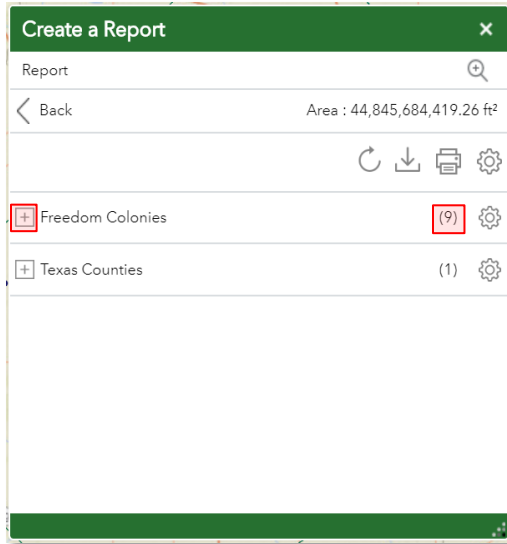 Create a Report
Report
Back Area : 44,845,684,419.26 ft²
Freedom Colonies (9)
Texas Counties (1)